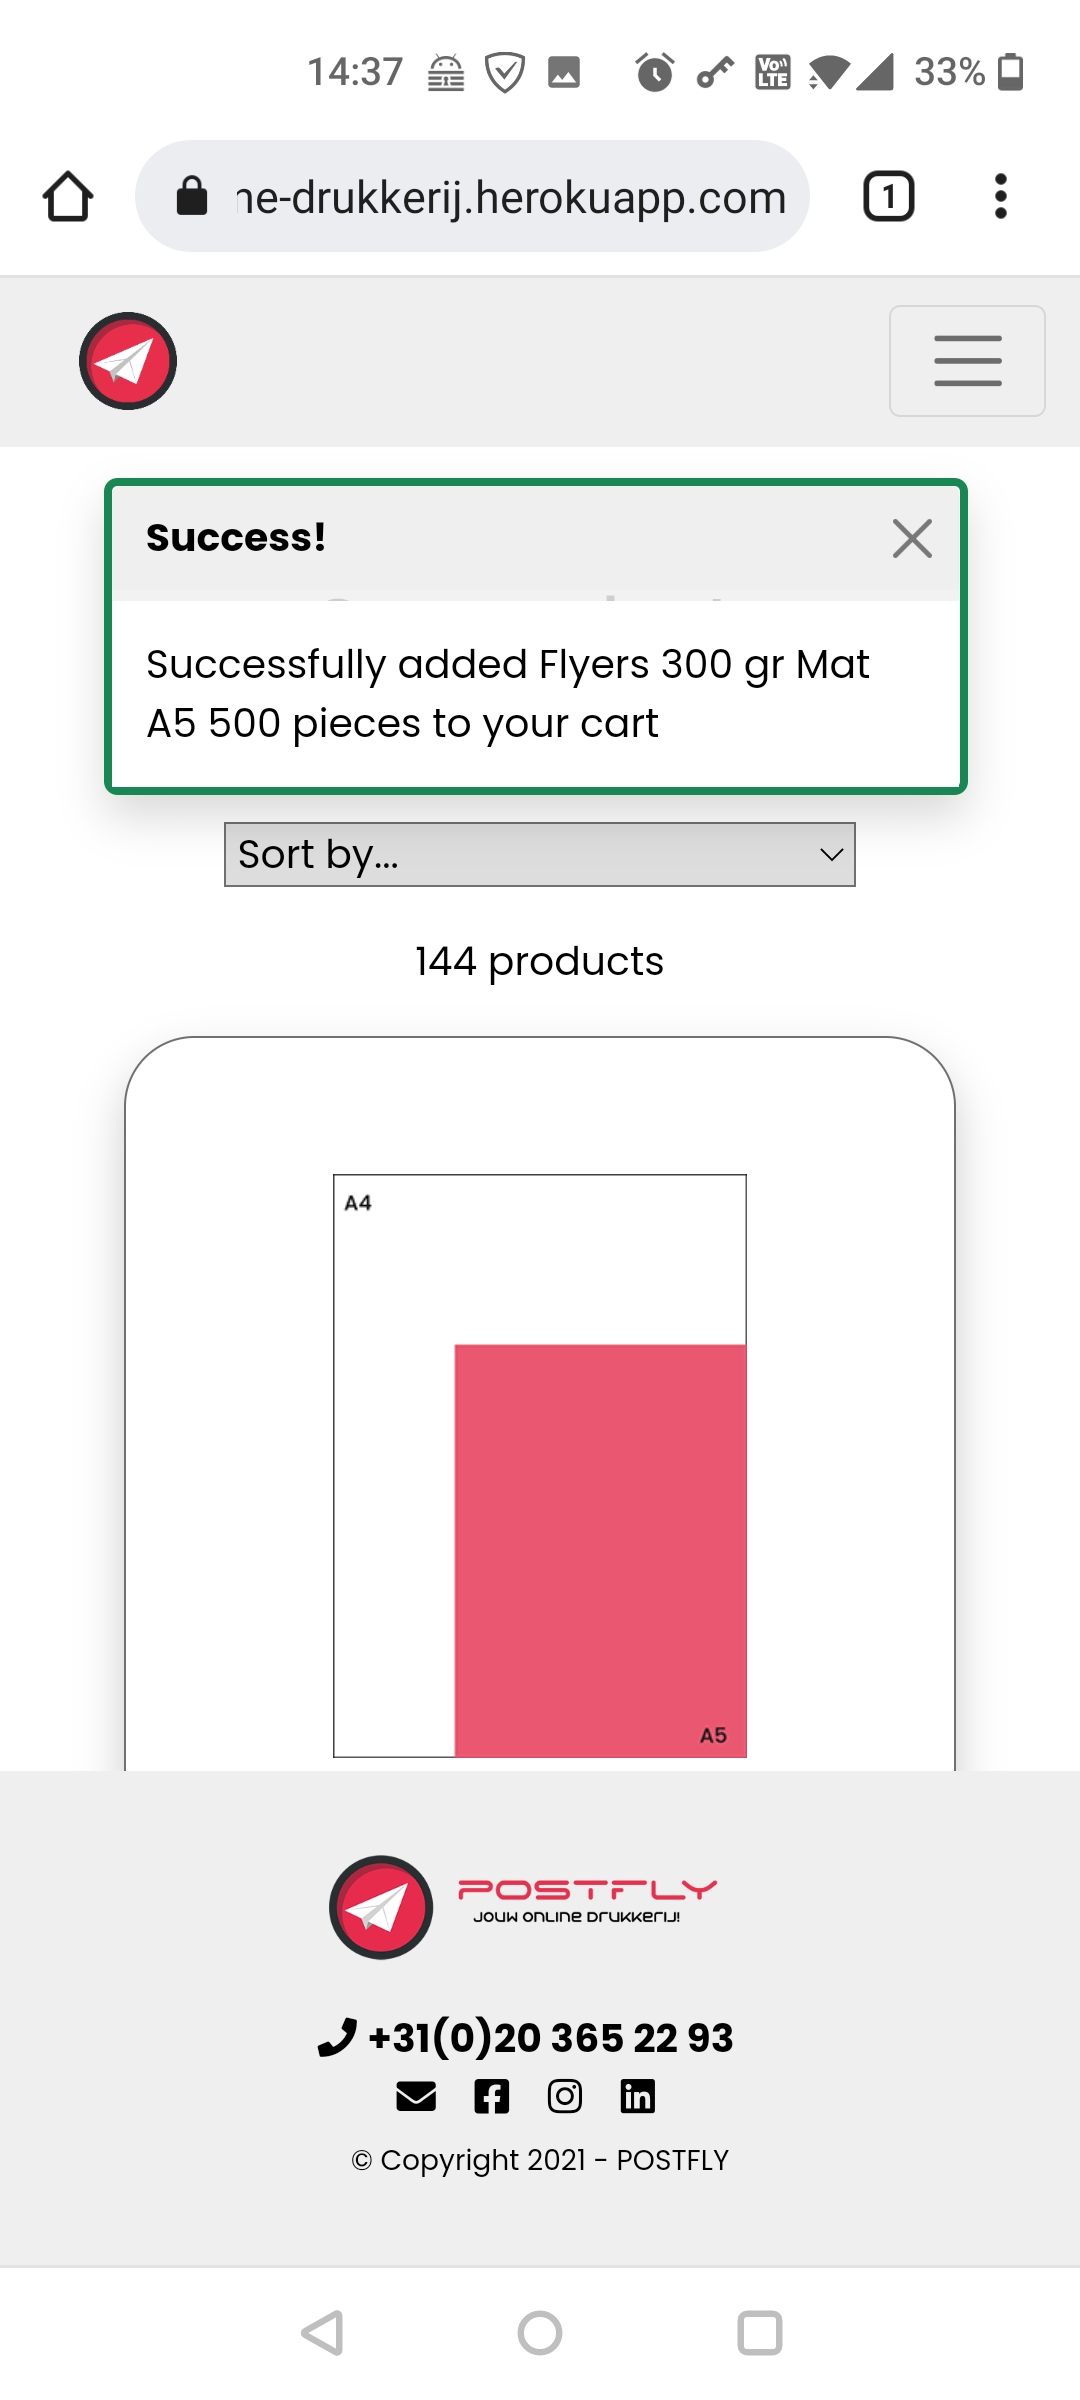 14:37
VoLTE
33%
ne-drukkerij.herokuapp.com
1
Success!
Successfully added Flyers 300 gr Mat
A5 500 pieces to your cart
Sort by...
144 products
A4
A5
POSTFLY
JOUW ONLINE DRUKKERIJ!
+31(0)20 365 22 93
© Copyright 2021 - POSTFLY